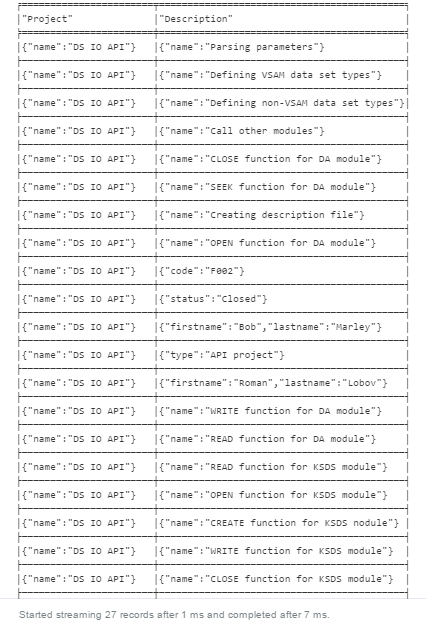 "Project" "Description"
{"name":"DS IO API"} {"name":"Parsing parameters"}
{"name":"DS IO API"} {"name":"Defining VSAM data set types"}
{"name":"DS IO API"} {"name":"Defining non-VSAM data set types"}
{"name":"DS IO API"} {"name":"Call other modules"}
{"name":"DS IO API"} {"name":"CLOSE function for DA module"}
{"name":"DS IO API"} {"name":"SEEK function for DA module"}
{"name":"DS IO API"} {"name":"Creating description file"}
{"name":"DS IO API"} {"name":"OPEN function for DA module"}
{"name":"DS IO API"} {"code":"F002"}
{"name":"DS IO API"} {"status":"Closed"}
{"name":"DS IO API"} {"firstname":"Bob","lastname":"Marley"}
{"name":"DS IO API"} {"type":"API project"}
{"name":"DS IO API"} {"firstname":"Roman","lastname":"Lobov"}
{"name":"DS IO API"} {"name":"WRITE function for DA module"}
{"name":"DS IO API"} {"name":"READ function for DA module"}
{"name":"DS IO API"} {"name":"READ function for KSDS module"}
{"name":"DS IO API"} {"name":"OPEN function for KSDS module"}
{"name":"DS IO API"} {"name":"CREATE function for KSDS nodule"}
{"name":"DS IO API"} {"name":"WRITE function for KSDS module"}
{"name":"DS IO API"} {"name":"CLOSE function for KSDS module"}
Started streaming 27 records after 1 ms and completed after 7 ms.